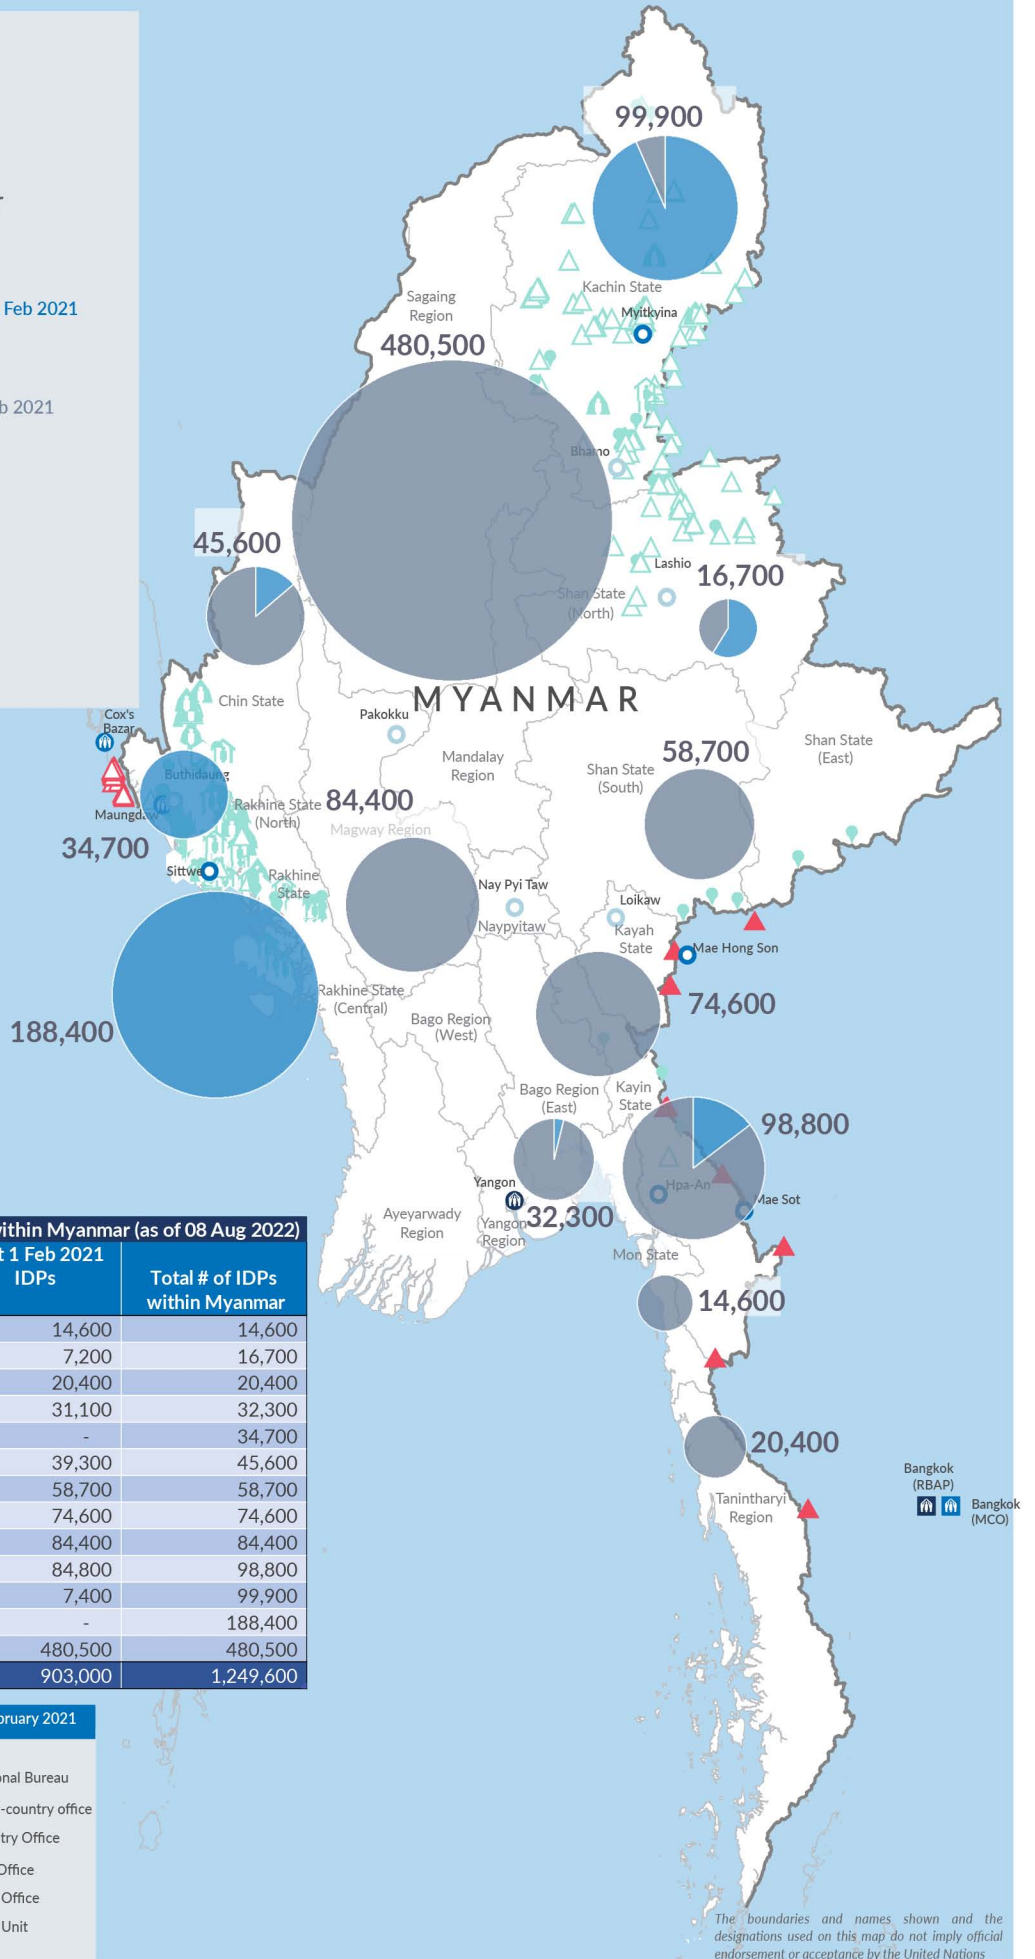 Feb 2021
b 2021
99,900
Kachin State
Myitkyina
Sagaing
Region
480,500
Bhamo
45,600
Lashio
16,700
Shan State
(North)
MYANMAR
Chin State
Pakokku
Cox's
Bazar
Mandalay
Region
58,700
Shan State
(South)
Shan State
(East)
Buthidaung
Rakhine State
(North)
84,400
Magway Region
Maungdaw
34,700
Sittwe
Rakhine
State
Nay Pyi Taw
Naypyitaw
Loikaw
Kayah
State
Mae Hong Son
74,600
Rakhine State
(Central)
188,400
Bago Region
(West)
Bago Region
(East)
Kayin
State
98,800
Hpa-An
Mae Sot
Yangon
Yangon
Region
32,300
Ayeyarwady
Region
Mon State
14,600
20,400
Tanintharyi
Region
Bangkok
(RBAP)
Bangkok
(MCO)
within Myanmar (as of 08 Aug 2022)
t 1 Feb 2021
IDPs
Total # of IDPs
within Myanmar
14,600 14,600
7,200 16,700
20,400 20,400
31,100 32,300
- 34,700
39,300 45,600
58,700 58,700
74,600 74,600
84,400 84,400
84,800 98,800
7,400 99,900
- 188,400
480,500 480,500
903,000 1,249,600
bruary 2021
onal Bureau
-country office
try Office
Office
Office
Unit
The boundaries and names shown and the
designations used on this map do not imply official
endorsement or acceptance by the United Nations